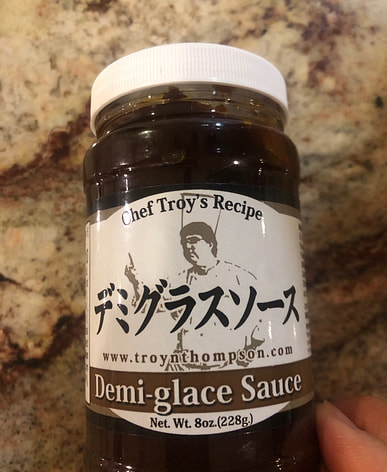 Chef Troy's Recipe
デミグラスソース
www.troynthompson.com
Demi-glace Sauce
Net. Wt. 8oz.(228g.)